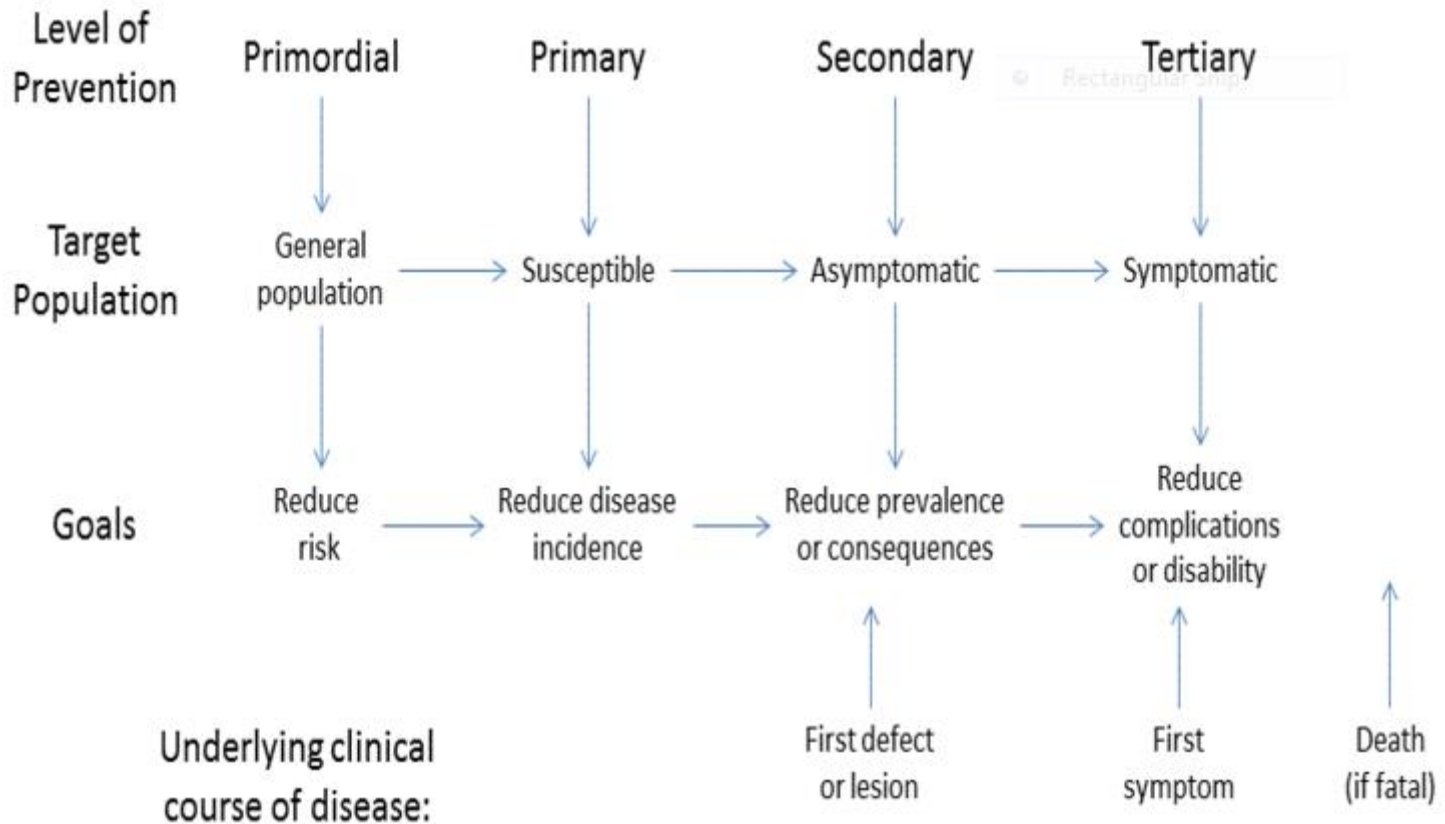 Level of
Prevention
Primordial
Primary
Secondary
Tertiary
Rectangular Snip
Target
Population
General
population
Susceptible
Asymptomatic
Symptomatic
Goals
Reduce
risk
Reduce disease
incidence
Reduce prevalence
or consequences
Reduce
complications
or disability
Underlying clinical
course of disease:
First defect
or lesion
First
symptom
Death
(if fatal)